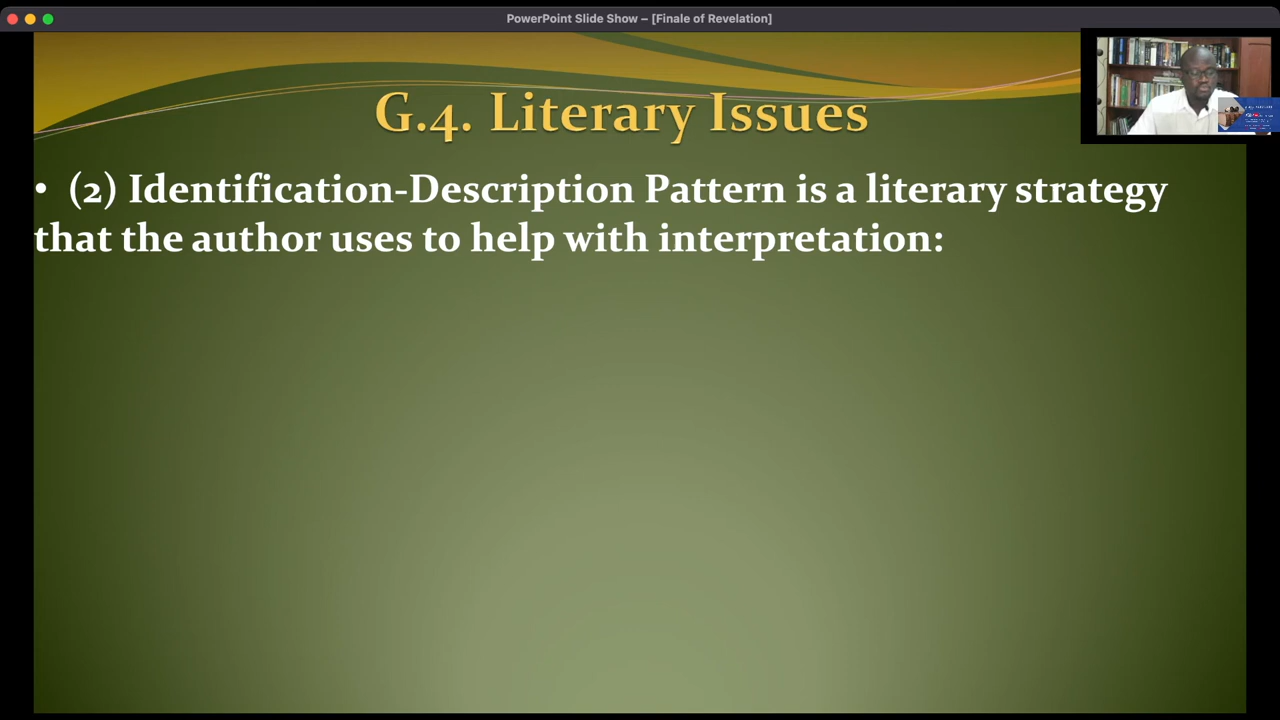 PowerPoint Slide Show – [Finale of Revelation]
G.4. Literary Issues
• (2) Identification-Description Pattern is a literary strategy
that the author uses to help with interpretation: